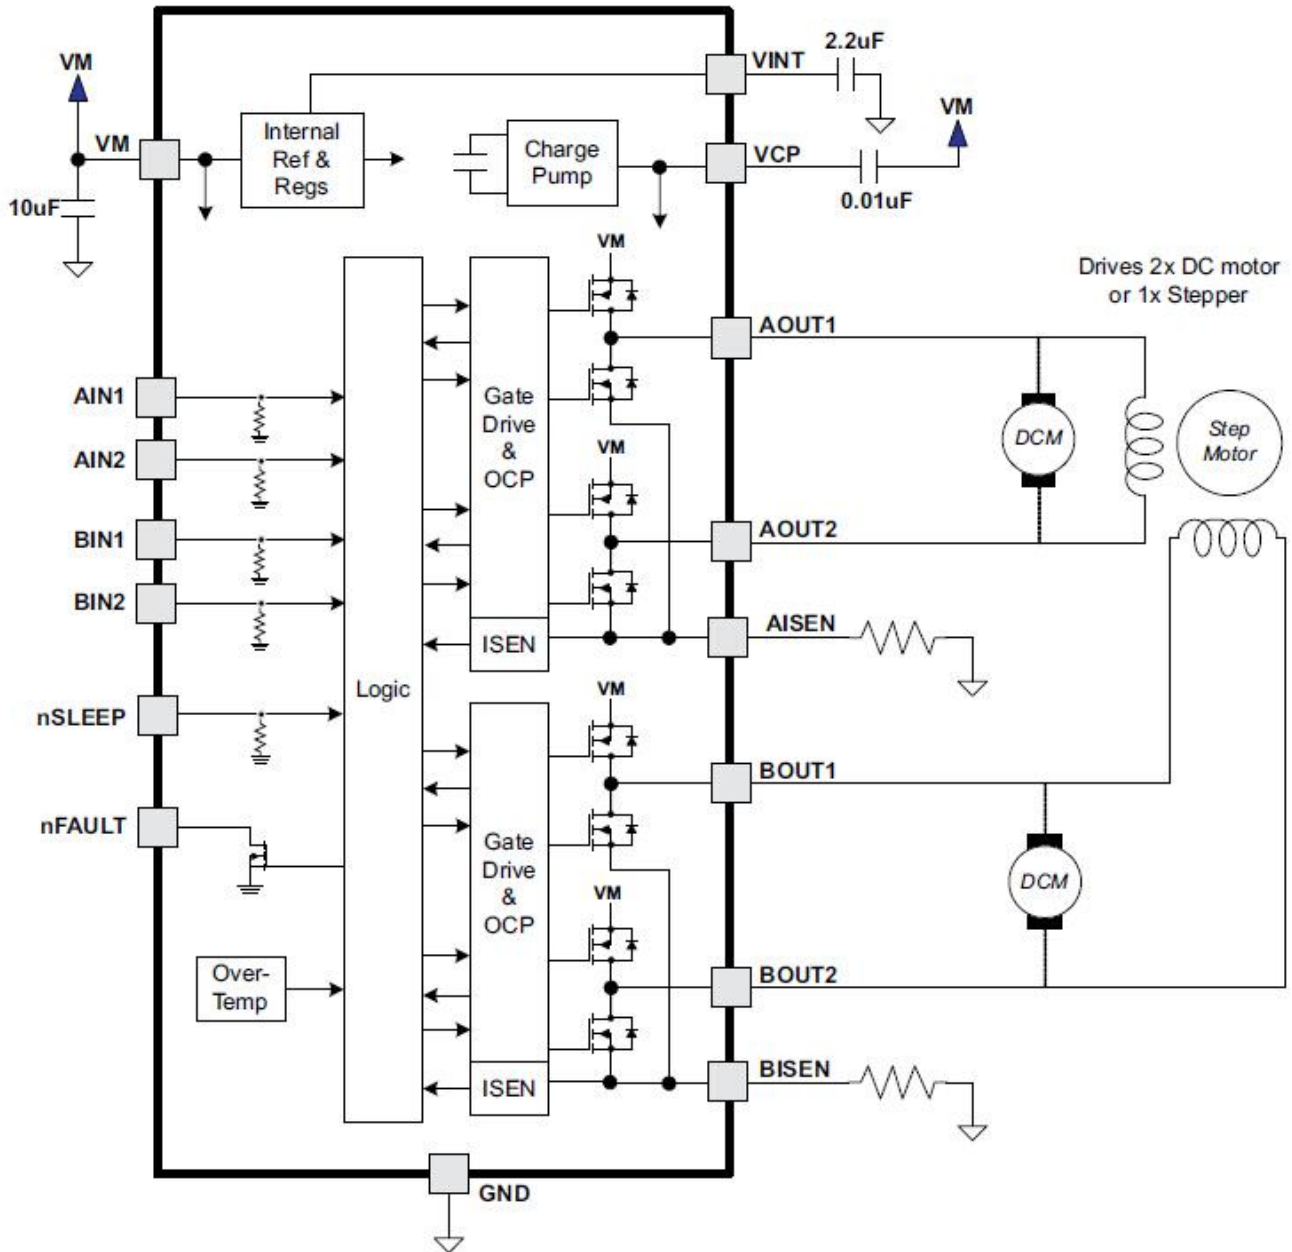 VM
VM
10uF
Internal
Ref &
Regs
Charge
Pump
VINT
2.2uF
VCP
0.01uF
VM
Drives 2x DC motor
or 1x Stepper
AIN1
AIN2
BIN1
BIN2
nSLEEP
nFAULT
Over-
Temp
Logic
Gate
Drive
&
OCP
ISEN
VM
VM
AOUT1
AOUT2
AISEN
DCM
Step
Motor
Gate
Drive
&
OCP
ISEN
VM
VM
BOUT1
BOUT2
BISEN
DCM
GND